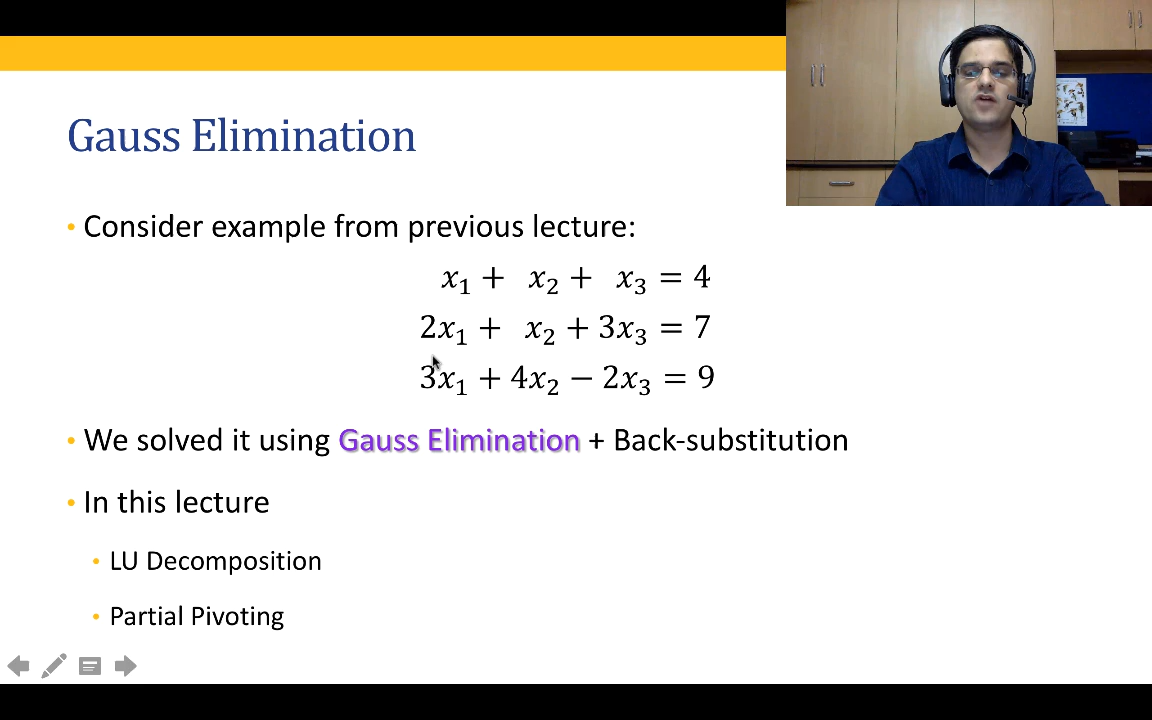 Gauss Elimination
• Consider example from previous lecture:
x₁ + x₂ + x₃ = 4
2x₁ + x₂ + 3x₃ = 7
3x₁ + 4x₂ − 2x₃ = 9
• We solved it using Gauss Elimination + Back-substitution
• In this lecture
• LU Decomposition
• Partial Pivoting